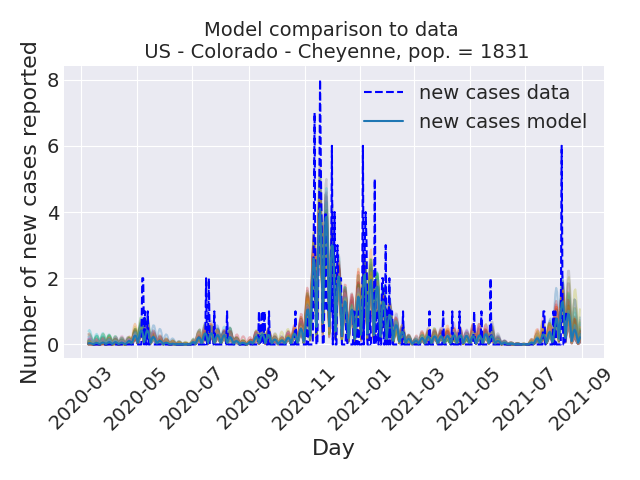 Model comparison to data
US - Colorado - Cheyenne, pop. = 1831
Number of new cases reported
8
6
4
2
0
new cases data
new cases model
2020-03
2020-05
2020-07
2020-09
2020-11
2021-01
2021-03
2021-05
2021-07
2021-09
Day